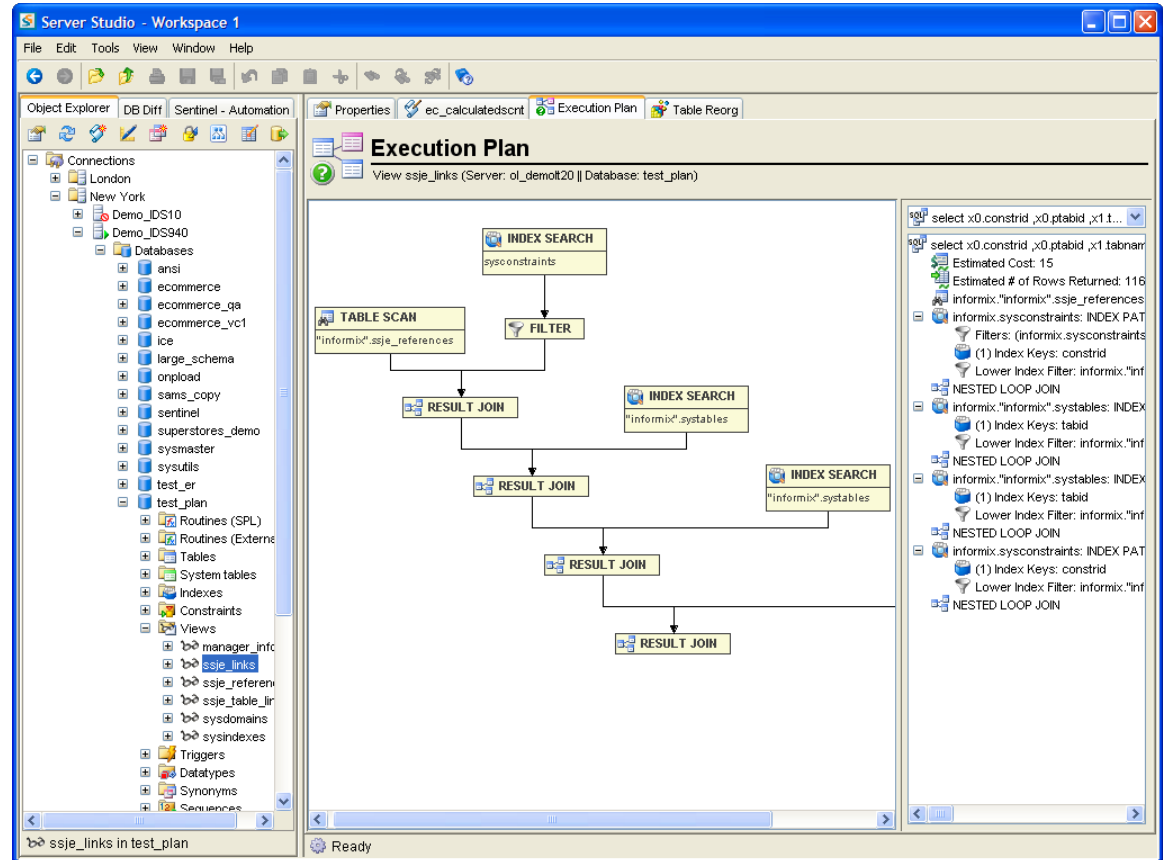 Server Studio - Workspace 1
File Edit Tools View Window Help
Object Explorer DB Diff Sentinel - Automation
Connections
London
New York
Demo_IDS10
Demo_IDS940
Databases
ansi
ecommerce
ecommerce_qa
ecommerce_vc1
ice
large_schema
onpload
sams_copy
sentinel
superstores_demo
sysmaster
sysutils
test_er
test_plan
Routines (SPL)
Routines (Externa
Tables
System tables
Indexes
Constraints
Views
manager_info
ssje_links
ssje_referen
ssje_table_lin
sysdomains
sysindexes
Triggers
Datatypes
Synonyms
Sequences
ssje_links in test_plan
Properties ec_calculatedscnt Execution Plan Table Reorg
Execution Plan
View ssje_links (Server: ol_demott20 || Database: test_plan)
INDEX SEARCH
sysconstraints
TABLE SCAN
"informix".ssje_references
FILTER
RESULT JOIN
INDEX SEARCH
"informix".systables
RESULT JOIN
INDEX SEARCH
"informix".systables
RESULT JOIN
RESULT JOIN
select x0.constrid ,x0.ptabid ,x1.t...
select x0.constrid ,x0.ptabid ,x1.tabnam
Estimated Cost: 15
Estimated # of Rows Returned: 116
informix."informix".ssje_references
informix.sysconstraints: INDEX PAT
Filters: (informix.sysconstraints
(1) Index Keys: constrid
Lower Index Filter: informix."inf
NESTED LOOP JOIN
informix."informix".systables: INDEX
(1) Index Keys: tabid
Lower Index Filter: informix."inf
NESTED LOOP JOIN
informix."informix".systables: INDEX
(1) Index Keys: tabid
Lower Index Filter: informix."inf
NESTED LOOP JOIN
informix.sysconstraints: INDEX PAT
(1) Index Keys: constrid
Lower Index Filter: informix."inf
NESTED LOOP JOIN
Ready